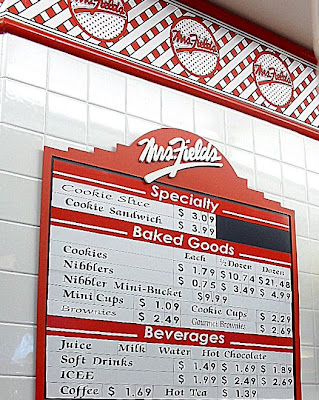 Mrs. Fields
Mrs. Fields
Mrs. Fields
Mrs. Fields
Specialty
Cookie Slice $ 3.09
Cookie Sandwich $ 3.99
Baked Goods
Each ½ Dozen Dozen
Cookies $ 1.79 $10.74 $21.48
Nibblers $ 0.75 $ 3.49 $ 4.99
Nibbler Mini-Bucket $9.99
Mini Cups $ 1.09 Cookie Cups $ 2.29
Brownies $ 2.49 Gourmet Brownies $ 2.69
Beverages
Juice Milk Water Hot Chocolate
Soft Drinks $ 1.49 $ 1.69 $ 1.89
ICEE $ 1.99 $ 2.49 $ 2.69
Coffee $ 1.69 Hot Tea $ 1.39